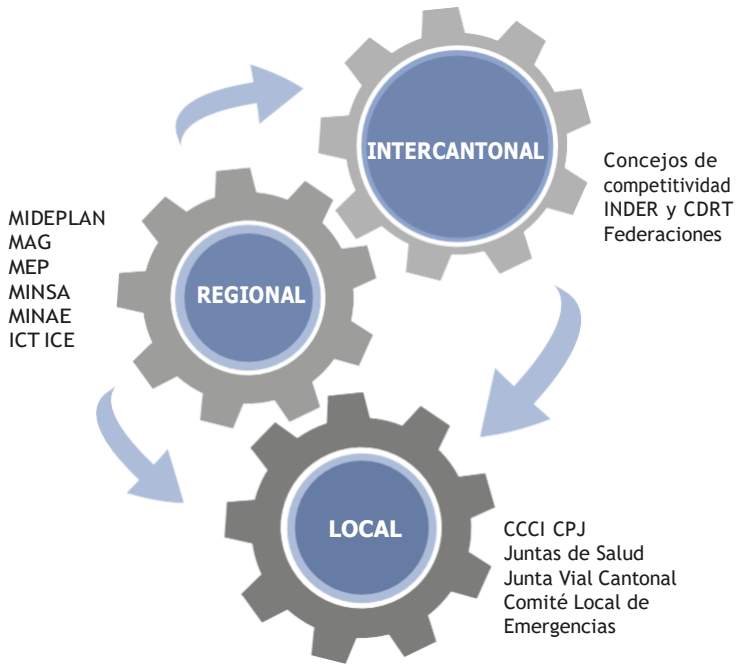 INTERCANTONAL
Concejos de
competitividad
INDER y CDRT
Federaciones
MIDEPLAN
MAG
MEP
MINSA
MINAE
ICT ICE
REGIONAL
LOCAL
CCCI CPJ
Juntas de Salud
Junta Vial Cantonal
Comité Local de
Emergencias